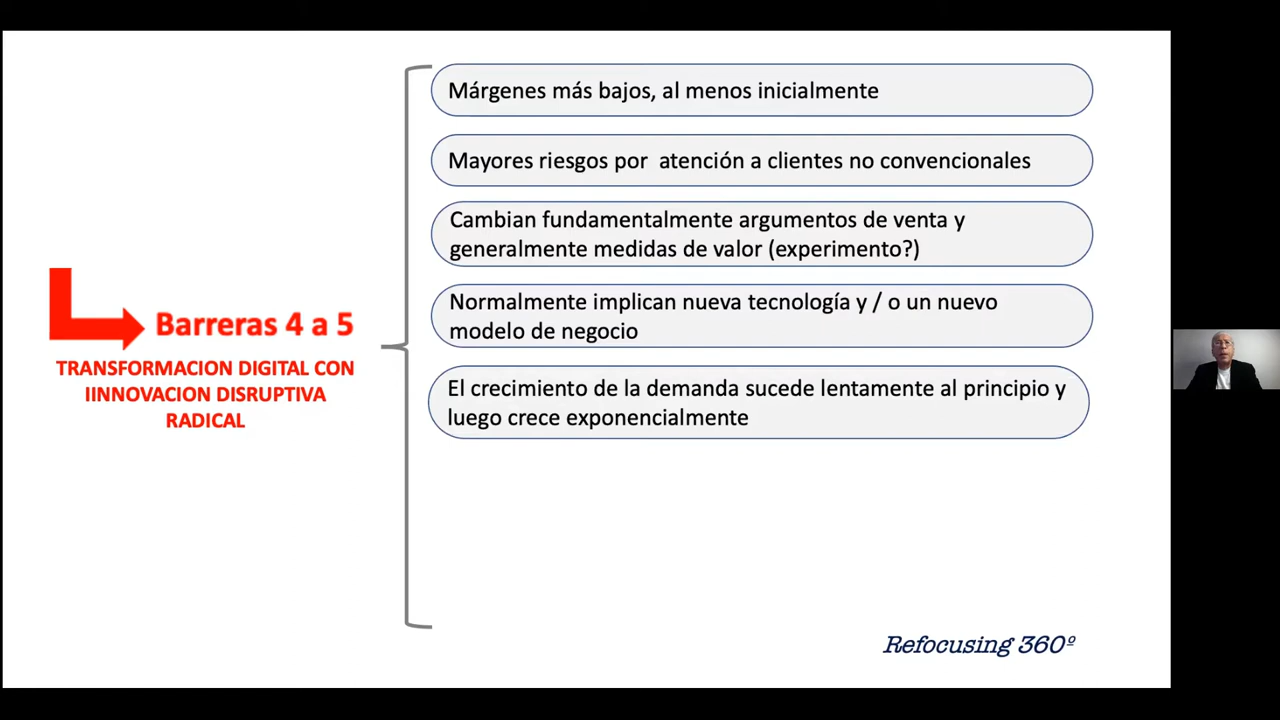 Márgenes más bajos, al menos inicialmente
Mayores riesgos por  atención a clientes no convencionales
Cambian fundamentalmente argumentos de venta y
generalmente medidas de valor (experimento?)
Normalmente implican nueva tecnología y / o un nuevo
modelo de negocio
El crecimiento de la demanda sucede lentamente al principio y
luego crece exponencialmente
Barreras 4 a 5
TRANSFORMACION DIGITAL CON
IINNOVACION DISRUPTIVA
RADICAL
Refocusing 360º